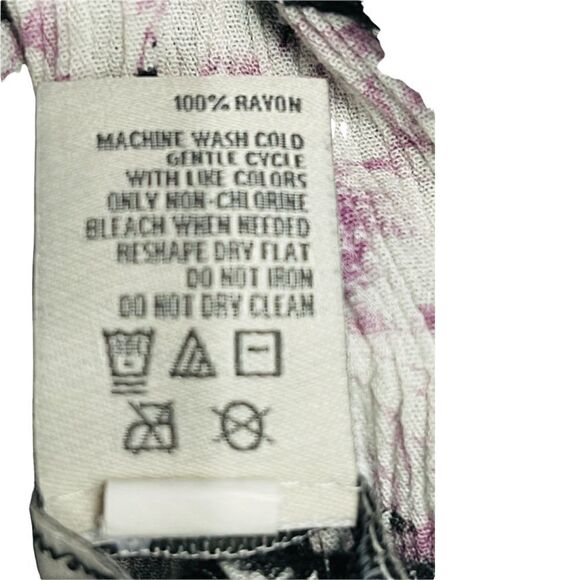 100% RAYON
MACHINE WASH COLD
GENTLE CYCLE
WITH LIKE COLORS
ONLY NON-CHLORINE
BLEACH WHEN NEEDED
RESHAPE DRY FLAT
DO NOT IRON
DO NOT DRY CLEAN